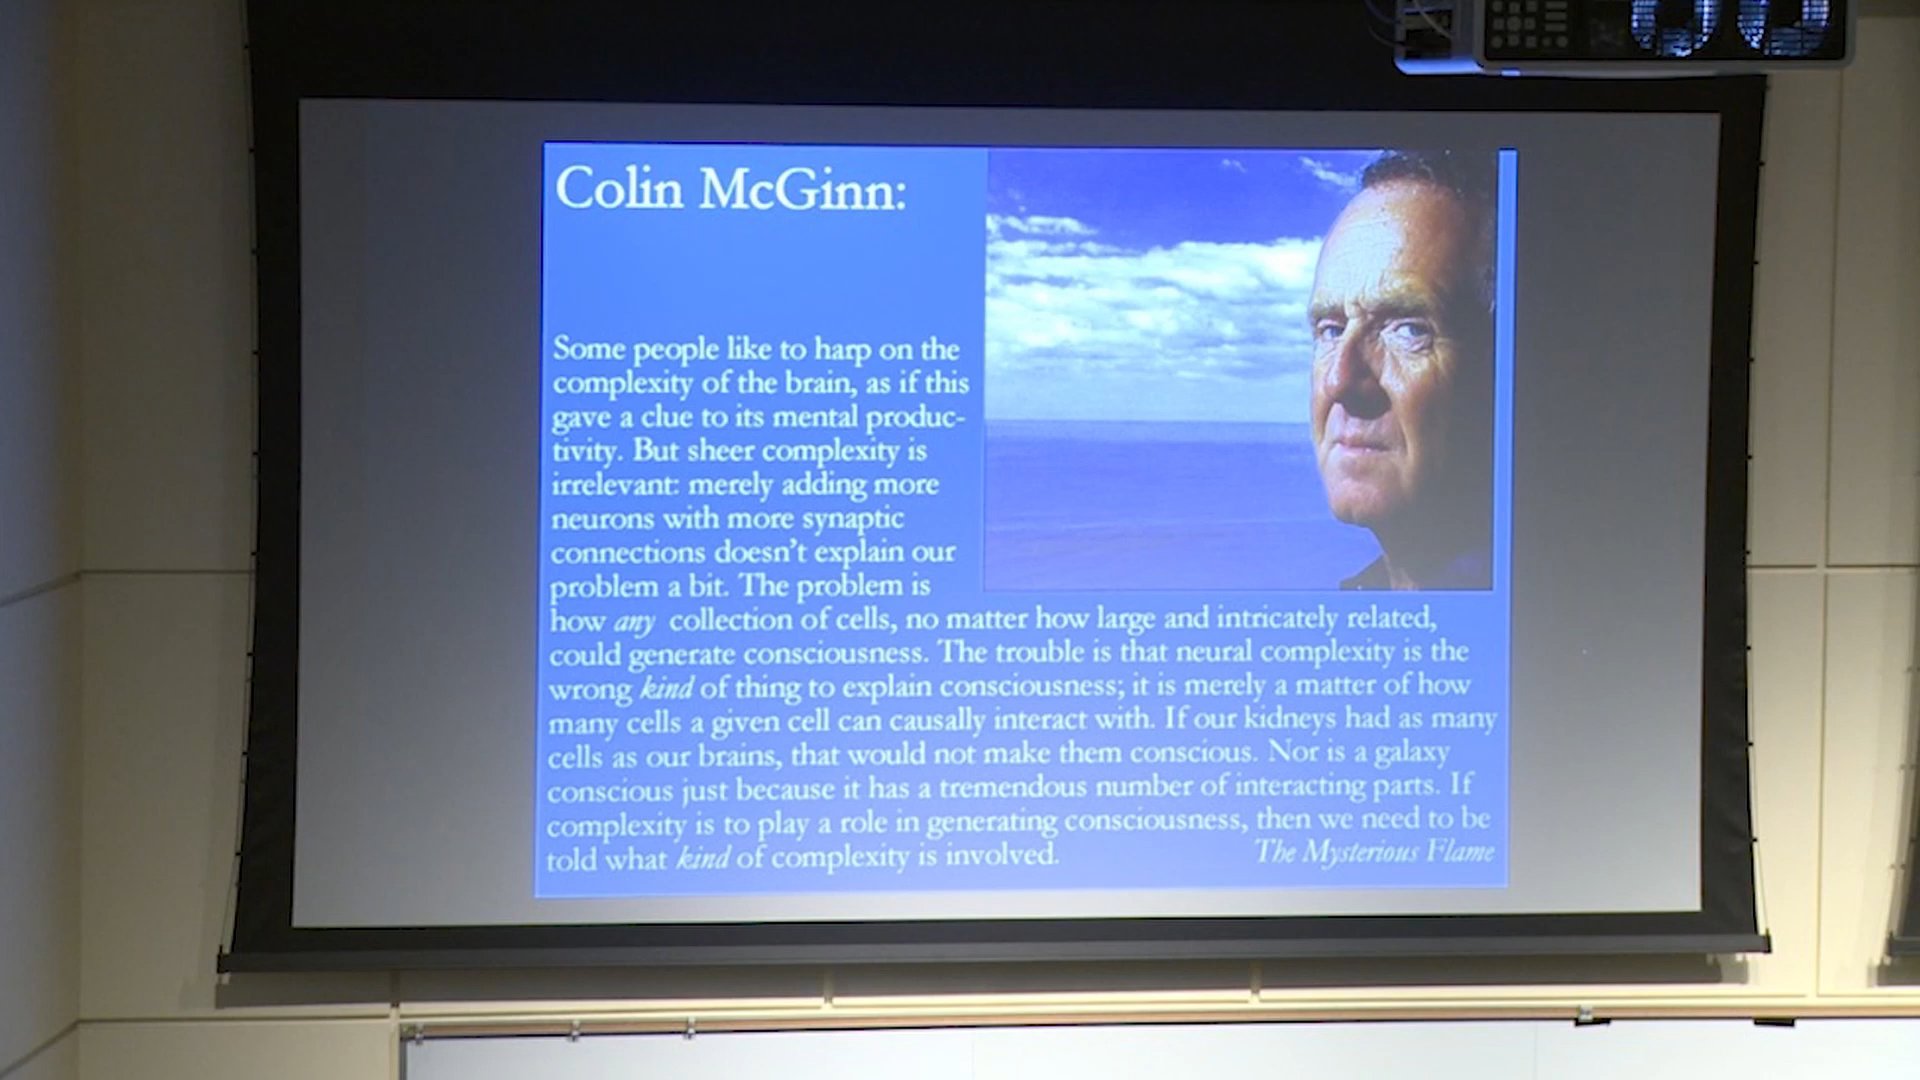 Colin McGinn:
Some people like to harp on the
complexity of the brain, as if this
gave a clue to its mental produc-
tivity. But sheer complexity is
irrelevant: merely adding more
neurons with more synaptic
connections doesn't explain our
problem a bit. The problem is
how any collection of cells, no matter how large and intricately related,
could generate consciousness. The trouble is that neural complexity is the
wrong kind of thing to explain consciousness; it is merely a matter of how
many cells a given cell can causally interact with. If our kidneys had as many
cells as our brains, that would not make them conscious. Nor is a galaxy
conscious just because it has a tremendous number of interacting parts. If
complexity is to play a role in generating consciousness, then we need to be
told what kind of complexity is involved. The Mysterious Flame